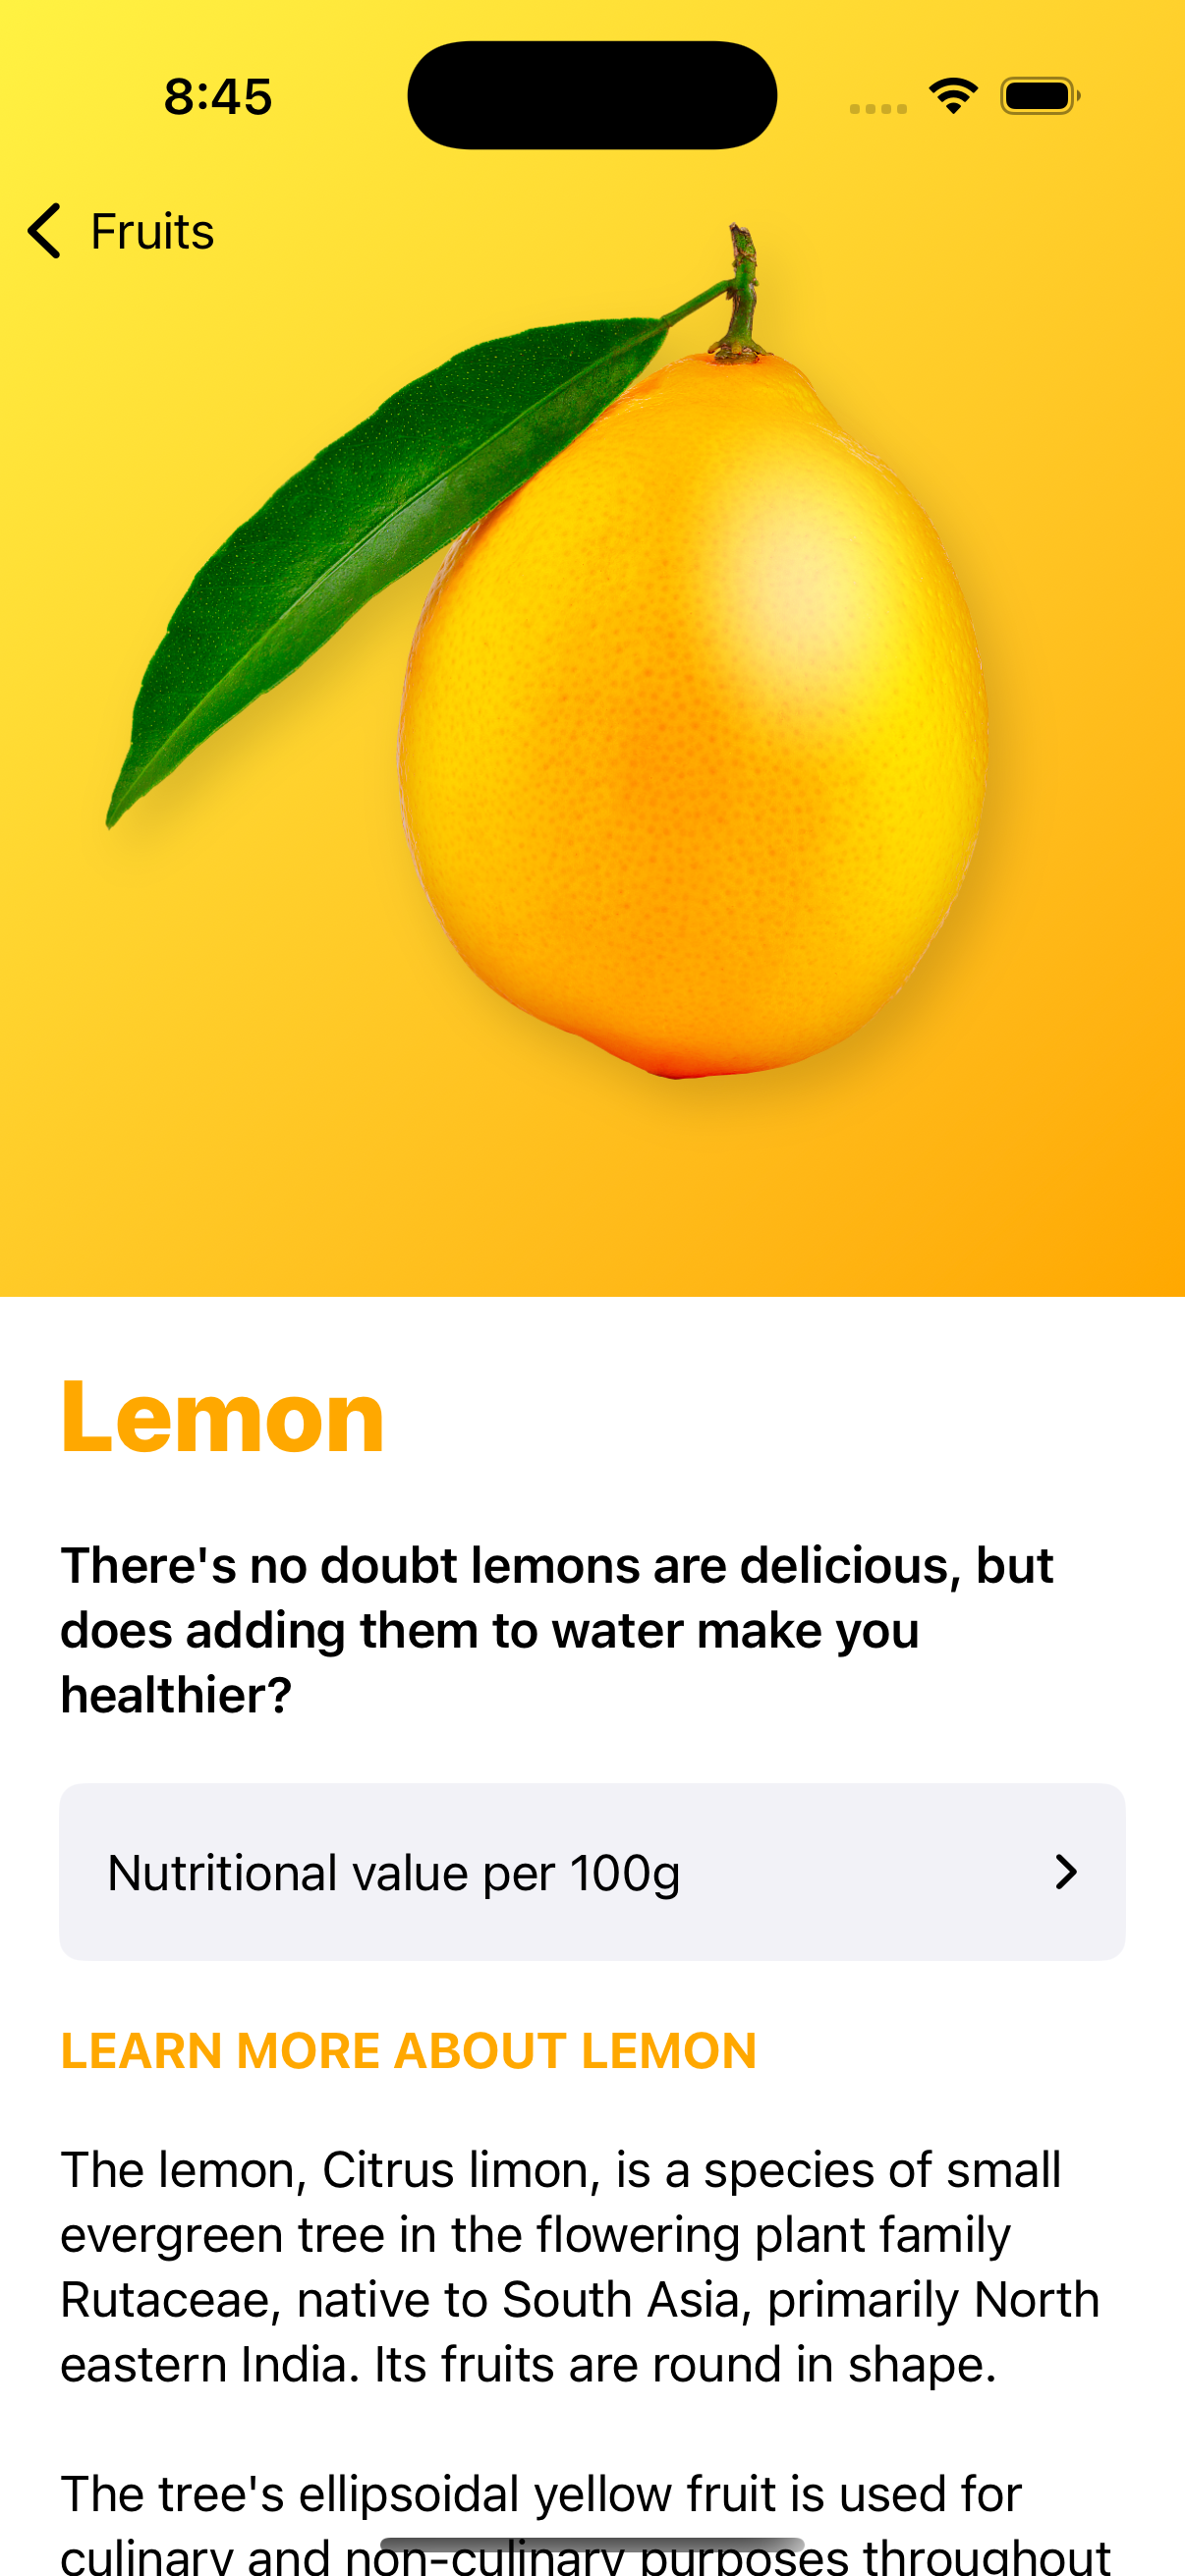 8:45
Fruits
Lemon
There's no doubt lemons are delicious, but
does adding them to water make you
healthier?
Nutritional value per 100g
LEARN MORE ABOUT LEMON
The lemon, Citrus limon, is a species of small
evergreen tree in the flowering plant family
Rutaceae, native to South Asia, primarily North
eastern India. Its fruits are round in shape.
The tree's ellipsoidal yellow fruit is used for
culinary and non-culinary purposes throughout